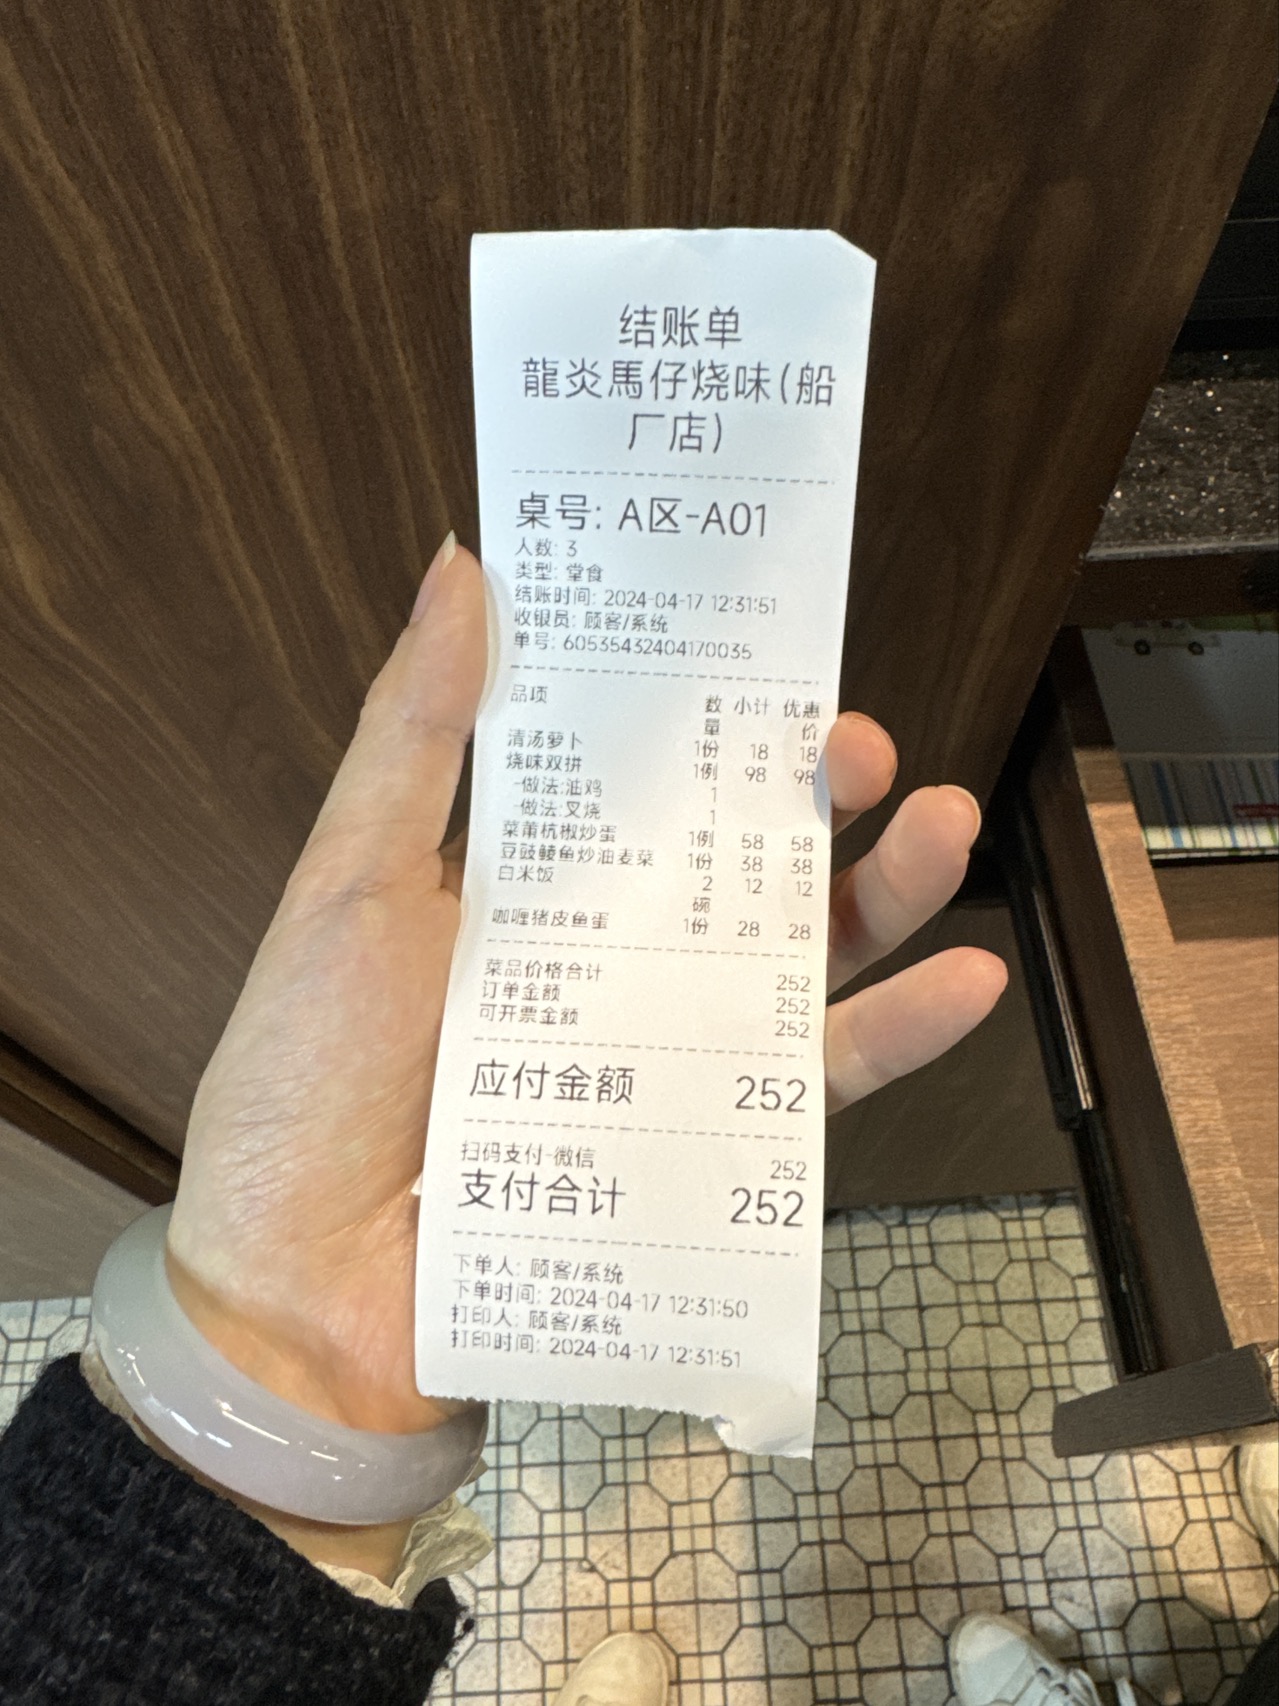 结账单
龍炎馬仔烧味(船
厂店)
桌号: A区-A01
人数: 3
类型: 堂食
结账时间: 2024-04-17 12:31:51
收银员: 顾客/系统
单号: 60535432404170035
品项 数量 小计 优惠价
清汤萝卜 1份 18 18
烧味双拼 1例 98 98
-做法:油鸡 1
-做法:叉烧 1
菜莆杭椒炒蛋 1例 58 58
豆豉鲮鱼炒油麦菜 1份 38 38
白米饭 2碗 12 12
咖喱猪皮鱼蛋 1份 28 28
菜品价格合计 252
订单金额 252
可开票金额 252
应付金额 252
扫码支付-微信 252
支付合计 252
下单人: 顾客/系统
下单时间: 2024-04-17 12:31:50
打印人: 顾客/系统
打印时间: 2024-04-17 12:31:51